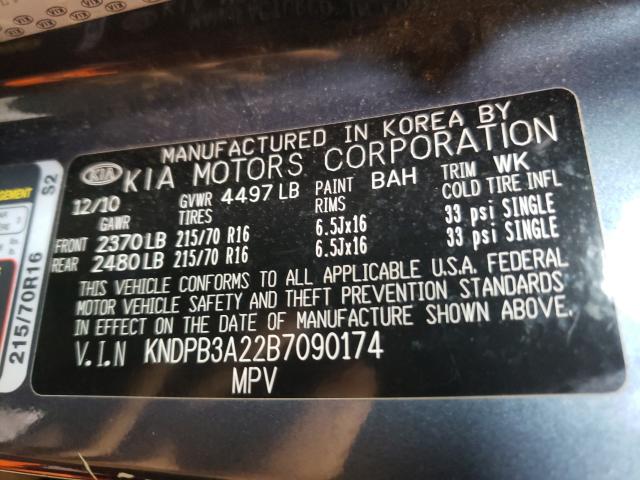 MANUFACTURED IN KOREA BY
KIA KIA MOTORS CORPORATION
12/10 GVWR 4497 LB PAINT BAH TRIM WK
GAWR TIRES RIMS COLD TIRE INFL
FRONT 2370 LB 215/70 R16 6.5Jx16 33 psi SINGLE
REAR 2480 LB 215/70 R16 6.5Jx16 33 psi SINGLE
THIS VEHICLE CONFORMS TO ALL APPLICABLE U.S.A. FEDERAL
MOTOR VEHICLE SAFETY AND THEFT PREVENTION STANDARDS
IN EFFECT ON THE DATE OF MANUFACTURE SHOWN ABOVE.
V.I.N KNDPB3A22B7090174
MPV
215/70R16 S2